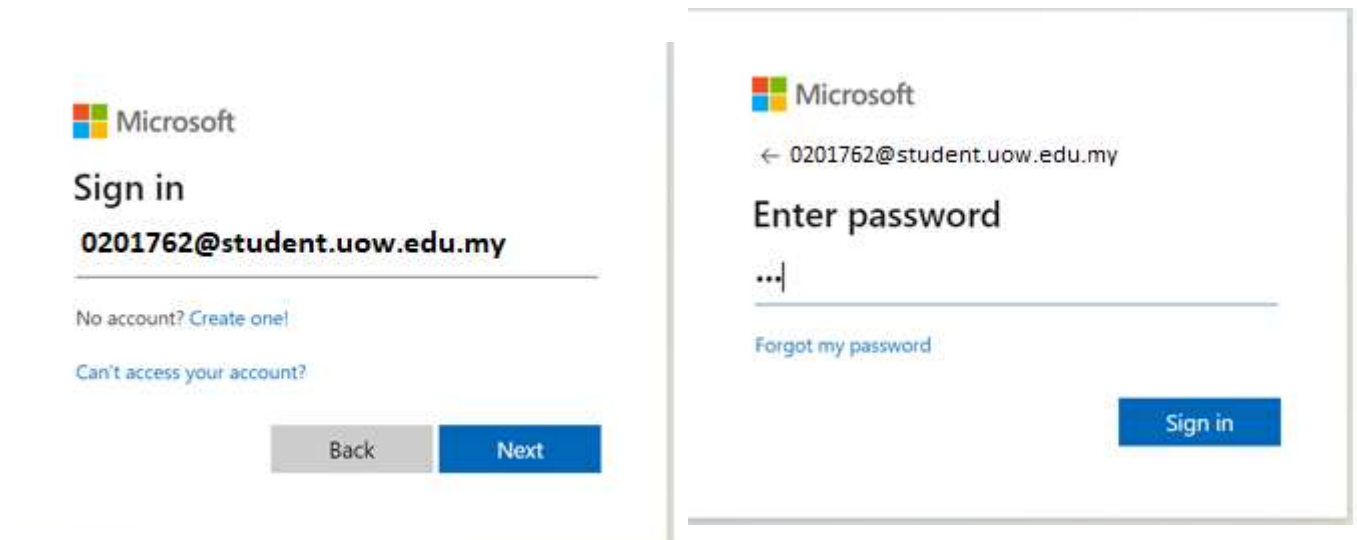 Microsoft
Sign in
0201762@student.uow.edu.my
No account? Create one!
Can't access your account?
Back
Next
Microsoft
← 0201762@student.uow.edu.my
Enter password
•••
Forgot my password
Sign in